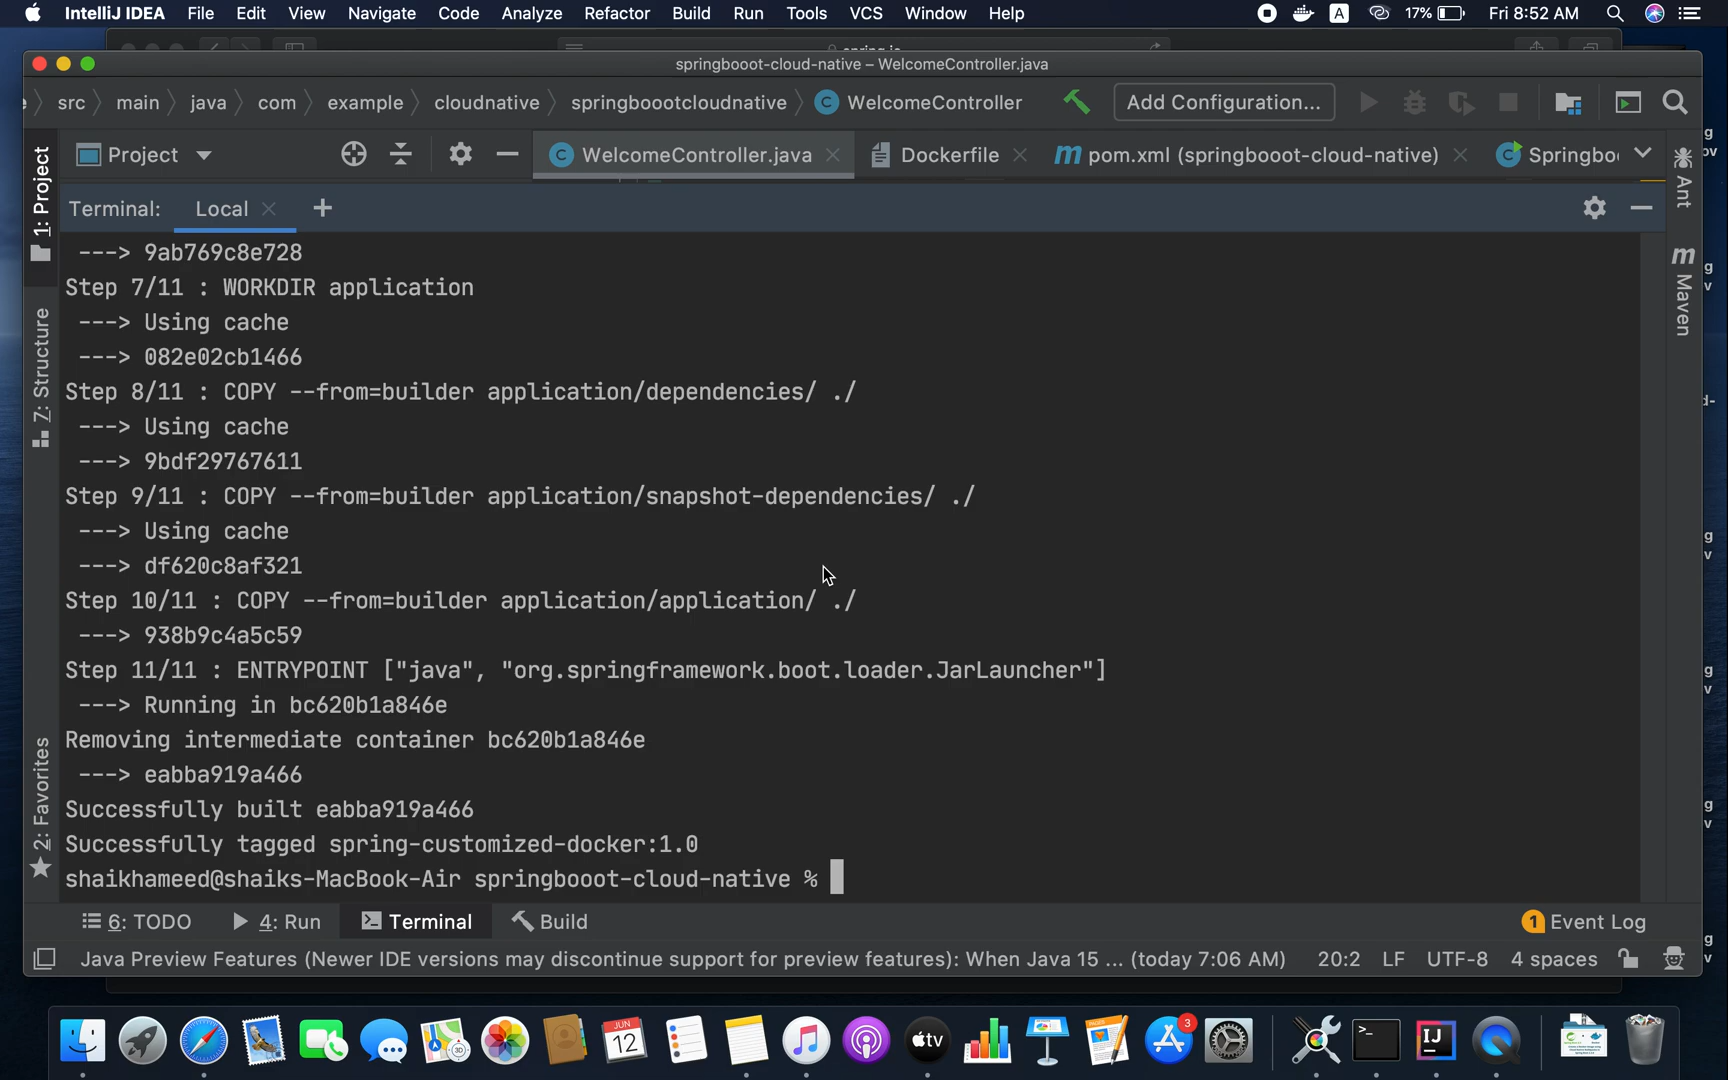 IntelliJ IDEA File Edit View Navigate Code Analyze Refactor Build Run Tools VCS Window Help A 17% Fri 8:52 AM
springbooot-cloud-native – WelcomeController.java
src main java com example cloudnative springboootcloudnative C WelcomeController Add Configuration...
Project C WelcomeController.java Dockerfile m pom.xml (springbooot-cloud-native) C Springbo
Terminal: Local +
1: Project
7: Structure
2: Favorites
Ant
m Maven
---> 9ab769c8e728
Step 7/11 : WORKDIR application
---> Using cache
---> 082e02cb1466
Step 8/11 : COPY --from=builder application/dependencies/ ./
---> Using cache
---> 9bdf29767611
Step 9/11 : COPY --from=builder application/snapshot-dependencies/ ./
---> Using cache
---> df620c8af321
Step 10/11 : COPY --from=builder application/application/ ./
---> 938b9c4a5c59
Step 11/11 : ENTRYPOINT ["java", "org.springframework.boot.loader.JarLauncher"]
---> Running in bc620b1a846e
Removing intermediate container bc620b1a846e
---> eabba919a466
Successfully built eabba919a466
Successfully tagged spring-customized-docker:1.0
shaikhameed@shaiks-MacBook-Air springbooot-cloud-native %
6: TODO 4: Run Terminal Build 1 Event Log
Java Preview Features (Newer IDE versions may discontinue support for preview features): When Java 15 ... (today 7:06 AM) 20:2 LF UTF-8 4 spaces
JUN
12
3D
tv
3
IJ